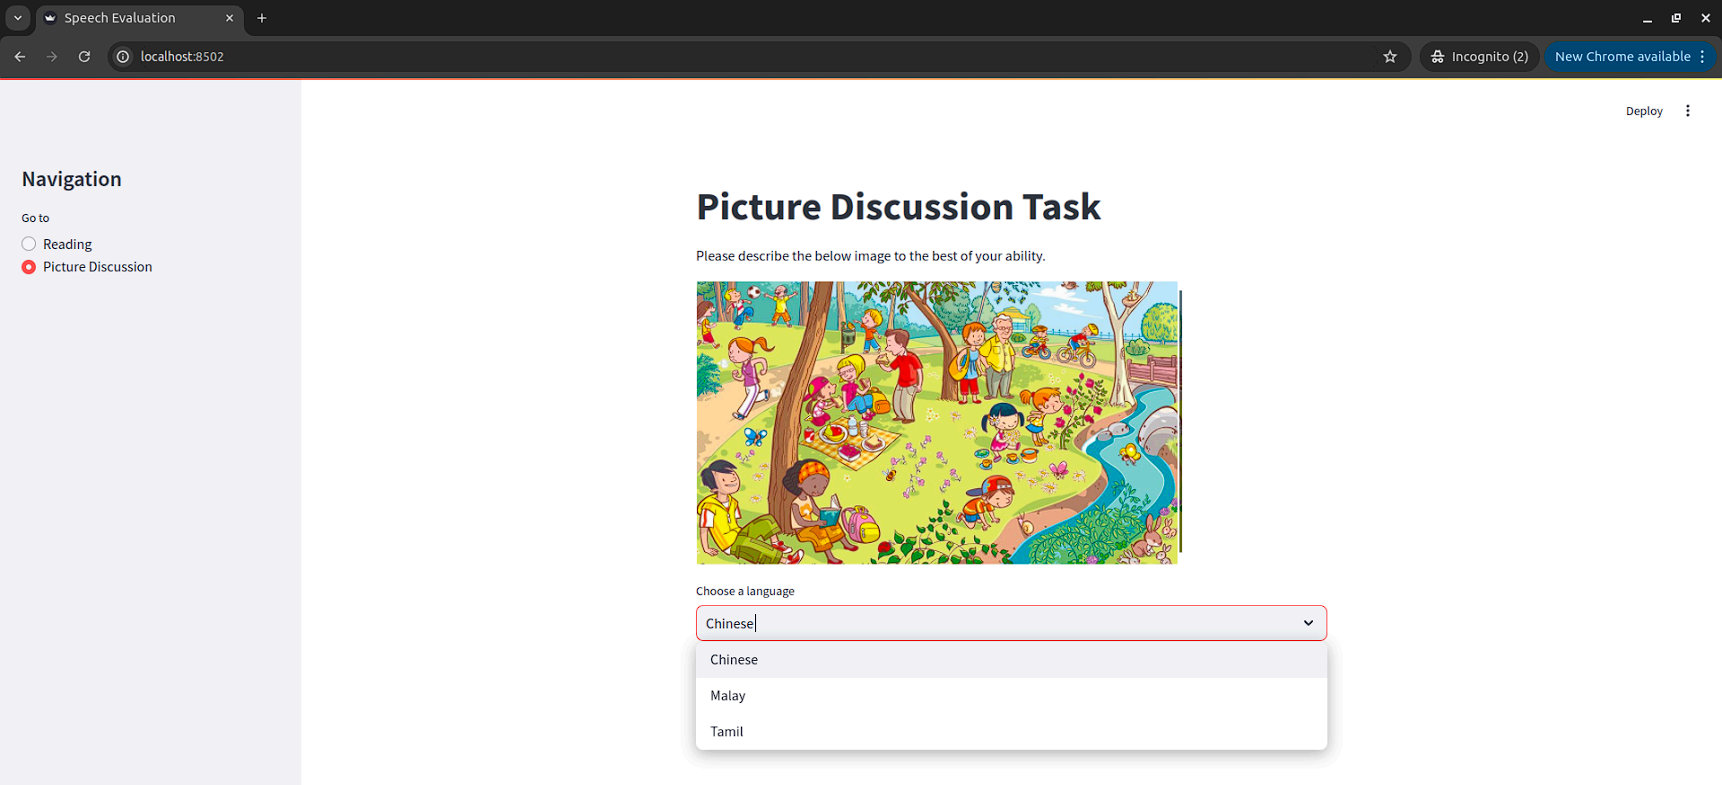 Speech Evaluation
localhost:8502
Incognito (2)
New Chrome available
Deploy
Navigation
Go to
Reading
Picture Discussion
Picture Discussion Task
Please describe the below image to the best of your ability.
Choose a language
Chinese
Chinese
Malay
Tamil